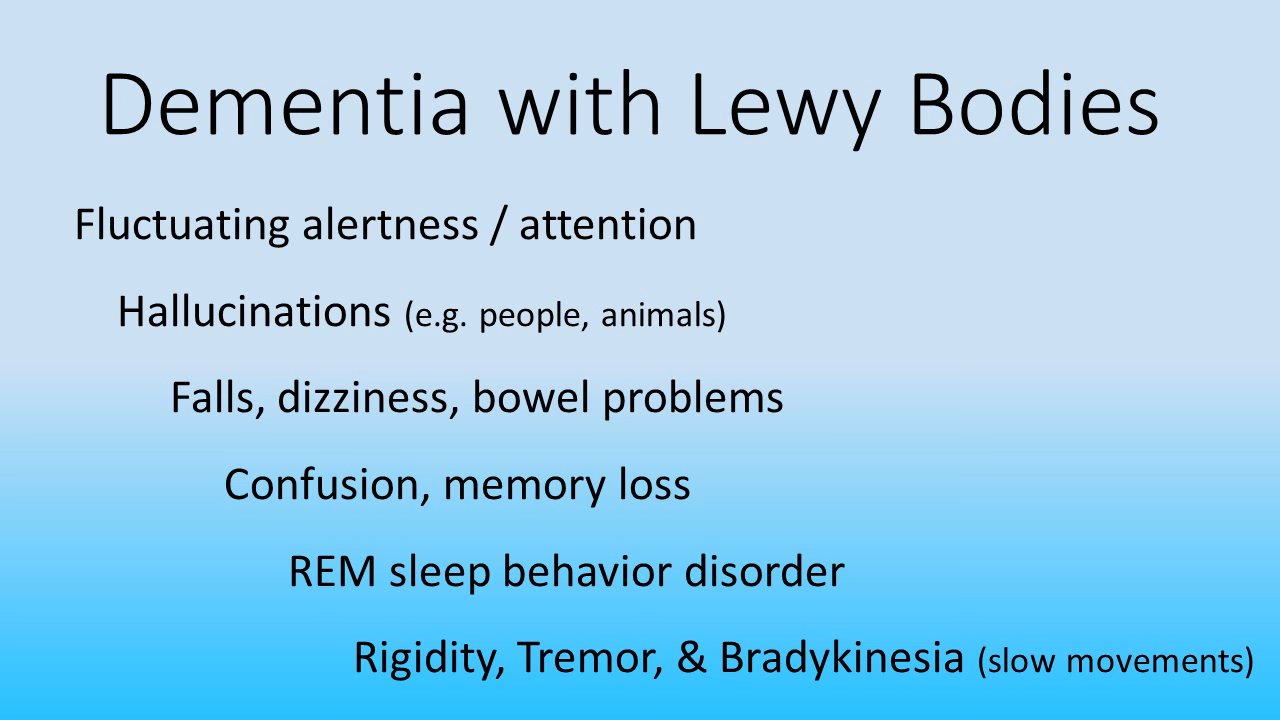 Dementia with Lewy Bodies
Fluctuating alertness / attention
Hallucinations (e.g. people, animals)
Falls, dizziness, bowel problems
Confusion, memory loss
REM sleep behavior disorder
Rigidity, Tremor, & Bradykinesia (slow movements)